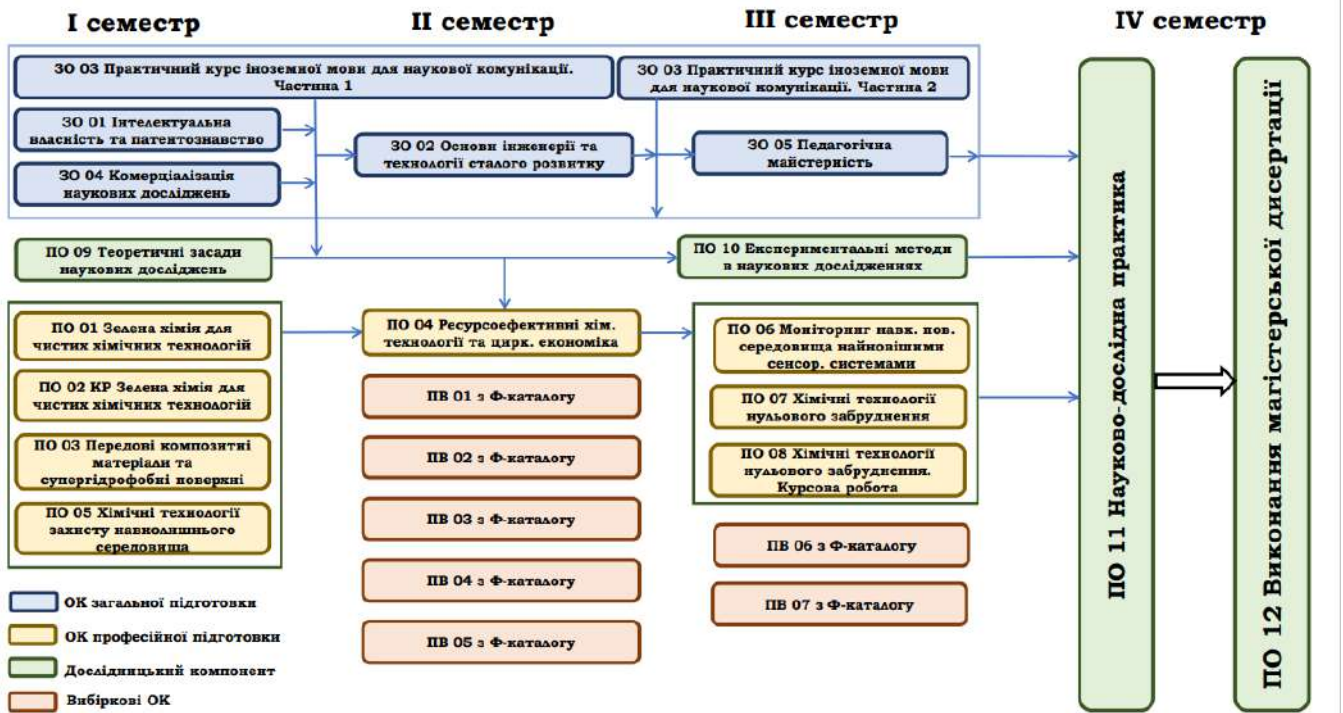 I семестр
II семестр
III семестр
IV семестр
ЗО 03 Практичний курс іноземної мови для наукової комунікації.
Частина 1
ЗО 03 Практичний курс іноземної мови
для наукової комунікації. Частина 2
ЗО 01 Інтелектуальна
власність та патентознавство
ЗО 02 Основи інженерії та
технології сталого розвитку
ЗО 05 Педагогічна
майстерність
ЗО 04 Комерціалізація
наукових досліджень
ПО 09 Теоретичні засади
наукових досліджень
ПО 10 Експериментальні методи
в наукових дослідженнях
ПО 01 Зелена хімія для
чистих хімічних технологій
ПО 02 КР Зелена хімія для
чистих хімічних технологій
ПО 03 Передові композитні
матеріали та
супергідрофобні поверхні
ПО 05 Хімічні технології
захисту навколишнього
середовища
ПО 04 Ресурсоефективні хім.
технології та цирк. економіка
ПВ 01 з Ф-каталогу
ПВ 02 з Ф-каталогу
ПВ 03 з Ф-каталогу
ПВ 04 з Ф-каталогу
ПВ 05 з Ф-каталогу
ПО 06 Моніторинг навк. пов.
середовища найновішими
сенсор. системами
ПО 07 Хімічні технології
нульового забруднення
ПО 08 Хімічні технології
нульового забруднення.
Курсова робота
ПВ 06 з Ф-каталогу
ПВ 07 з Ф-каталогу
ПО 11 Науково-дослідна практика
ПО 12 Виконання магістерської дисертації
ОК загальної підготовки
ОК професійної підготовки
Дослідницький компонент
Вибіркові ОК